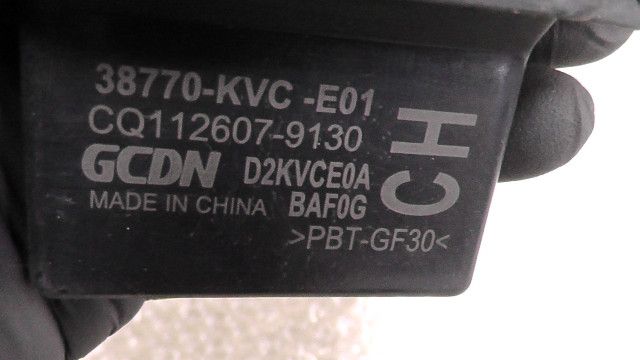 38770-KVC -E01
CQ112607-9130
GCDN D2KVCE0A
MADE IN CHINA BAF0G
>PBT-GF30<
CH